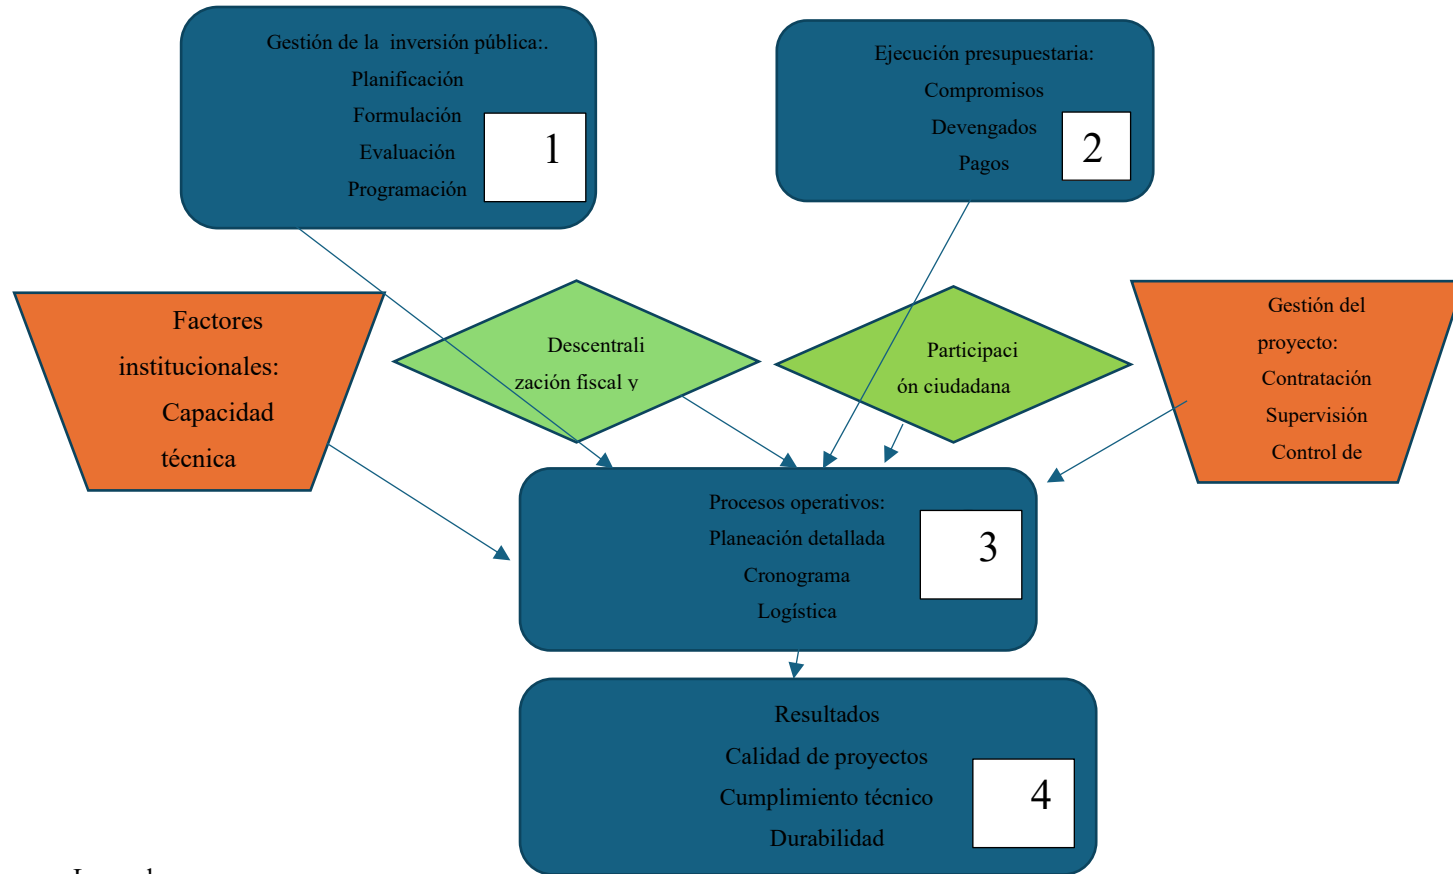 Gestión de la inversión pública:.
Planificación
Formulación
Evaluación
Programación
1
Ejecución presupuestaria:
Compromisos
Devengados
Pagos
2
Factores
institucionales:
Capacidad
técnica
Descentrali
zación fiscal y
Participaci
ón ciudadana
Gestión del
proyecto:
Contratación
Supervisión
Control de
Procesos operativos:
Planeación detallada
Cronograma
Logística
3
Resultados
Calidad de proyectos
Cumplimiento técnico
Durabilidad
4